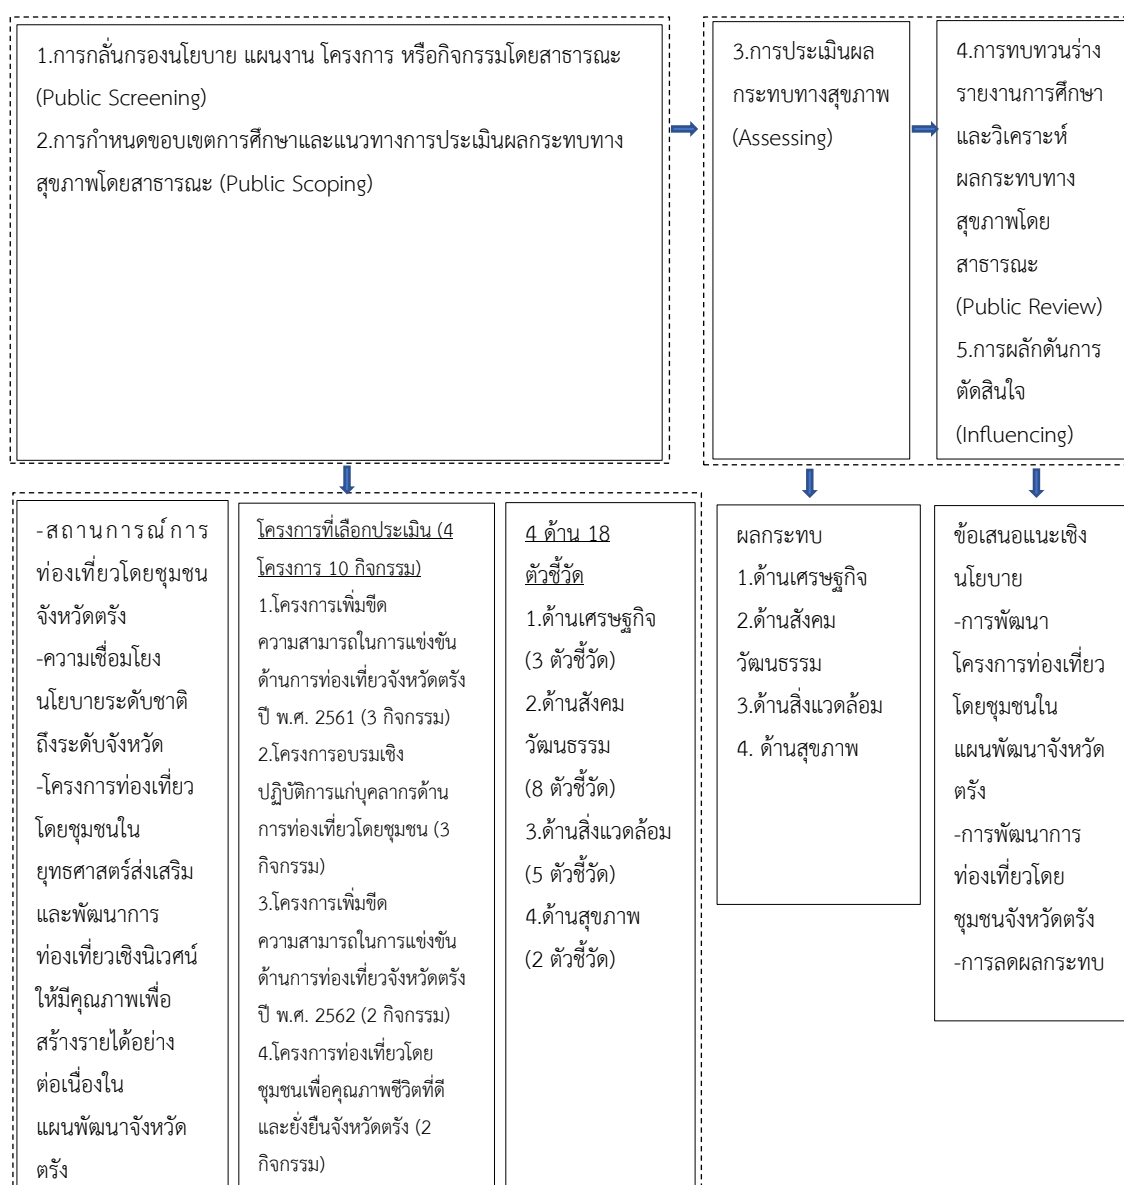 1.การกลั่นกรองนโยบาย แผนงาน โครงการ หรือกิจกรรมโดยสาธารณะ
(Public Screening)
2.การกำหนดขอบเขตการศึกษาและแนวทางการประเมินผลกระทบทาง
สุขภาพโดยสาธารณะ (Public Scoping)
3.การประเมินผล
กระทบทางสุขภาพ
(Assessing)
4.การทบทวนร่าง
รายงานการศึกษา
และวิเคราะห์
ผลกระทบทาง
สุขภาพโดย
สาธารณะ
(Public Review)
5.การผลักดันการ
ตัดสินใจ
(Influencing)
-สถานการณ์การ
ท่องเที่ยวโดยชุมชน
จังหวัดตรัง
-ความเชื่อมโยง
นโยบายระดับชาติ
ถึงระดับจังหวัด
-โครงการท่องเที่ยว
โดยชุมชนใน
ยุทธศาสตร์ส่งเสริม
และพัฒนาการ
ท่องเที่ยวเชิงนิเวศน์
ให้มีคุณภาพเพื่อ
สร้างรายได้อย่าง
ต่อเนื่องใน
แผนพัฒนาจังหวัด
ตรัง
โครงการที่เลือกประเมิน (4
โครงการ 10 กิจกรรม)
1.โครงการเพิ่มขีด
ความสามารถในการแข่งขัน
ด้านการท่องเที่ยวจังหวัดตรัง
ปี พ.ศ. 2561 (3 กิจกรรม)
2.โครงการอบรมเชิง
ปฏิบัติการแก่บุคลากรด้าน
การท่องเที่ยวโดยชุมชน (3
กิจกรรม)
3.โครงการเพิ่มขีด
ความสามารถในการแข่งขัน
ด้านการท่องเที่ยวจังหวัดตรัง
ปี พ.ศ. 2562 (2 กิจกรรม)
4.โครงการท่องเที่ยวโดย
ชุมชนเพื่อคุณภาพชีวิตที่ดี
และยั่งยืนจังหวัดตรัง (2
กิจกรรม)
4 ด้าน 18
ตัวชี้วัด
1.ด้านเศรษฐกิจ
(3 ตัวชี้วัด)
2.ด้านสังคม
วัฒนธรรม
(8 ตัวชี้วัด)
3.ด้านสิ่งแวดล้อม
(5 ตัวชี้วัด)
4.ด้านสุขภาพ
(2 ตัวชี้วัด)
ผลกระทบ
1.ด้านเศรษฐกิจ
2.ด้านสังคม
วัฒนธรรม
3.ด้านสิ่งแวดล้อม
4. ด้านสุขภาพ
ข้อเสนอแนะเชิง
นโยบาย
-การพัฒนา
โครงการท่องเที่ยว
โดยชุมชนใน
แผนพัฒนาจังหวัด
ตรัง
-การพัฒนาการ
ท่องเที่ยวโดย
ชุมชนจังหวัดตรัง
-การลดผลกระทบ